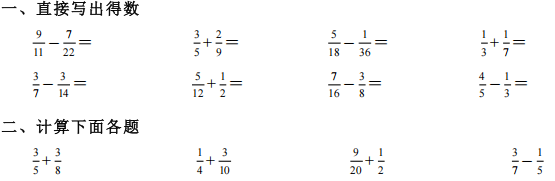 一、直接写出得数
9/11 − 7/22 = 3/5 + 2/9 = 5/18 − 1/36 = 1/3 + 1/7 =
3/7 − 3/14 = 5/12 + 1/2 = 7/16 − 3/8 = 4/5 − 1/3 =
二、计算下面各题
3/5 + 3/8 1/4 + 3/10 9/20 + 1/2 3/7 − 1/5